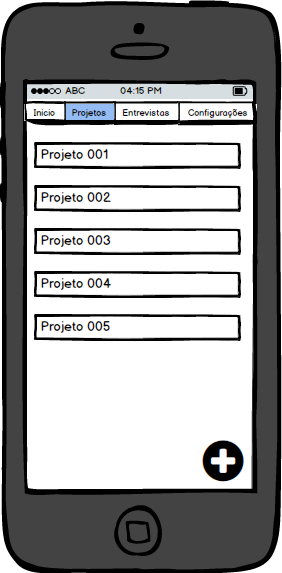 ABC 04:15 PM
Inicio Projetos Entrevistas Configurações
Projeto 001
Projeto 002
Projeto 003
Projeto 004
Projeto 005